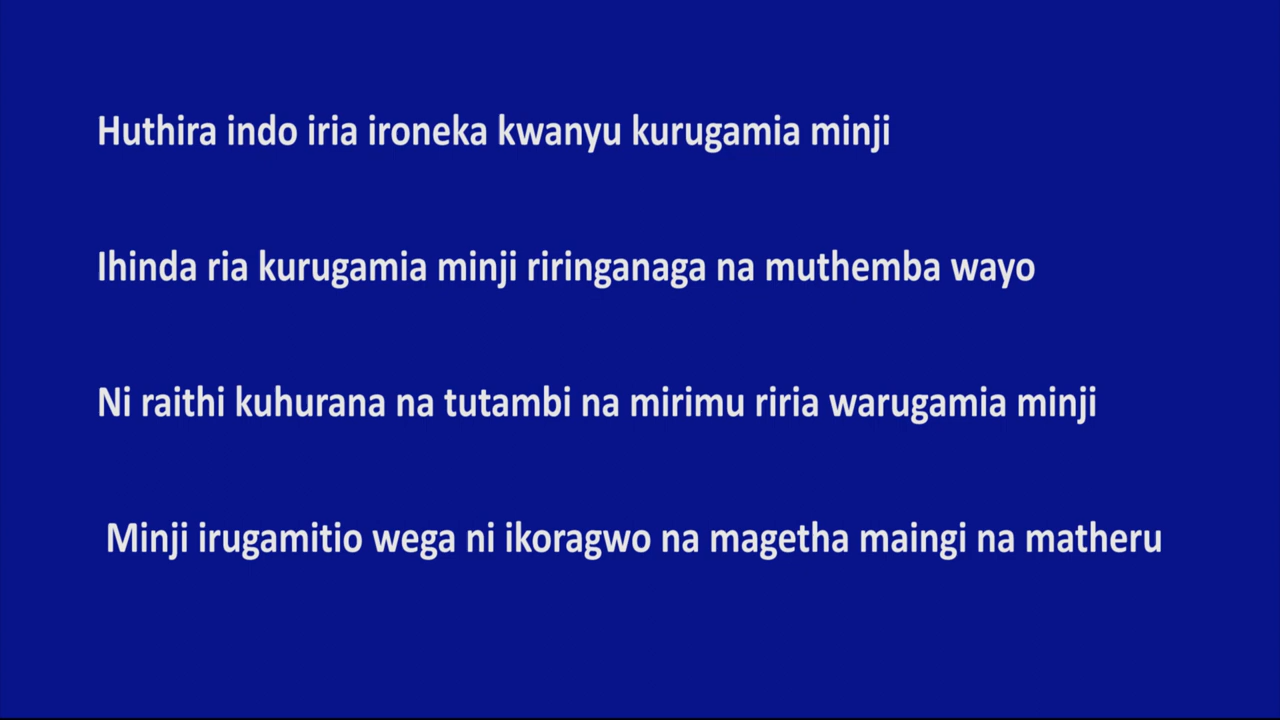 Huthira indo iria ironeka kwanyu kurugamia minji
Ihinda ria kurugamia minji riringanaga na muthemba wayo
Ni raithi kuhurana na tutambi na mirimu riria warugamia minji
Minji irugamitio wega ni ikoragwo na magetha maingi na matheru